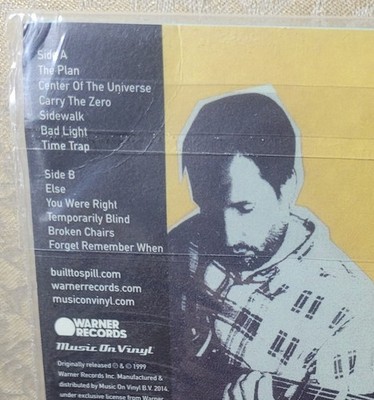 Side A
The Plan
Center Of The Universe
Carry The Zero
Sidewalk
Bad Light
Time Trap
Side B
Else
You Were Right
Temporarily Blind
Broken Chairs
Forget Remember When
builttospill.com
warnerrecords.com
musiconvinyl.com
WARNER
RECORDS
Music On Vinyl
Originally released ℗ & © 1999
Warner Records Inc. Manufactured &
distributed by Music On Vinyl B.V. 2014
under exclusive license from Warner